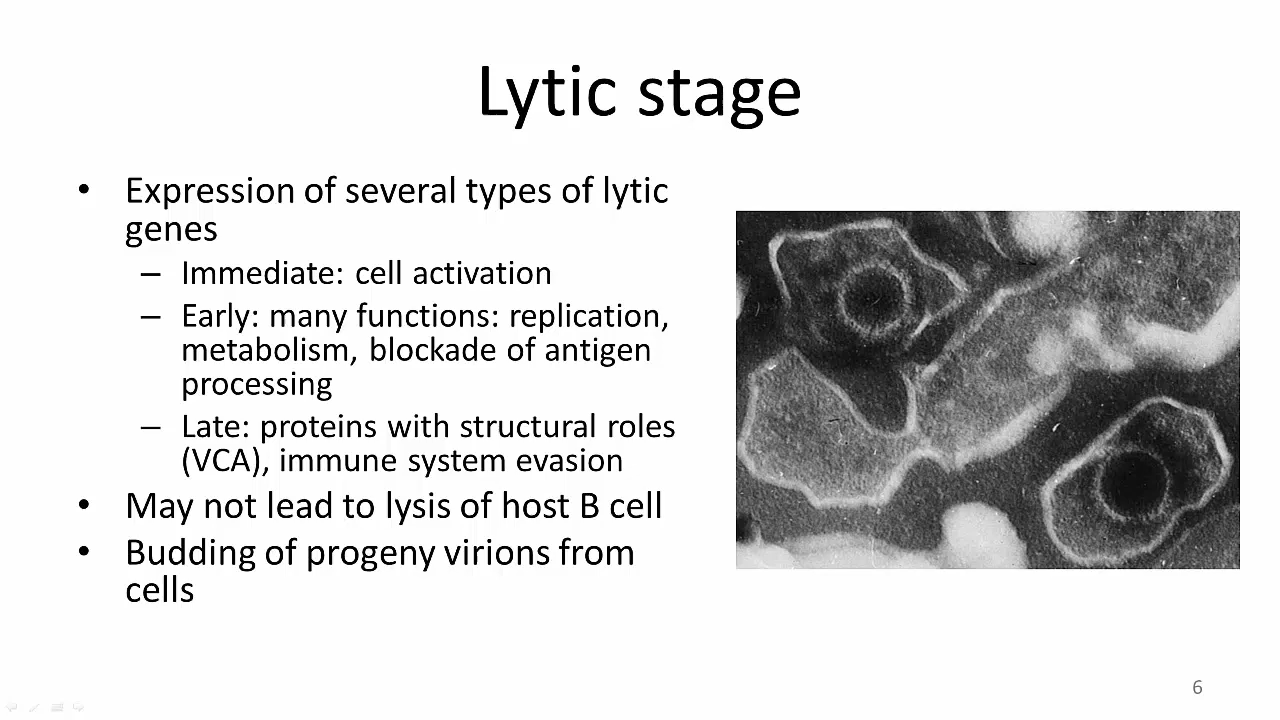 Lytic stage
• Expression of several types of lytic
genes
– Immediate: cell activation
– Early: many functions: replication,
metabolism, blockade of antigen
processing
– Late: proteins with structural roles
(VCA), immune system evasion
• May not lead to lysis of host B cell
• Budding of progeny virions from
cells
6